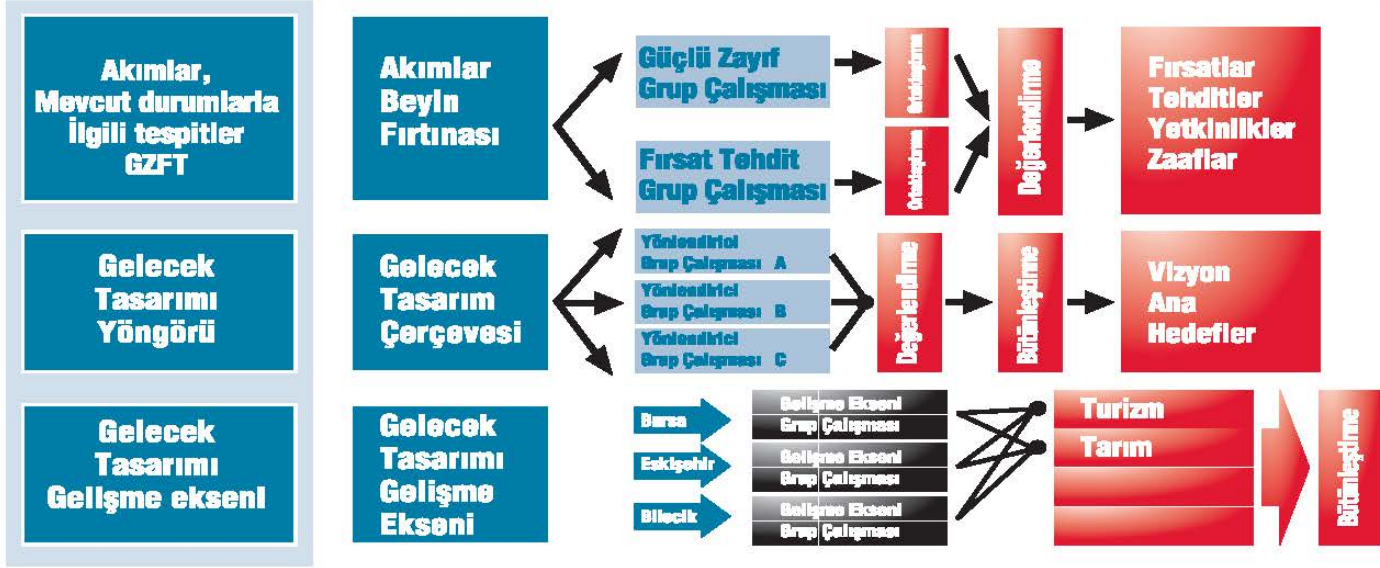 Akımlar,
Mevcut durumlarla
İlgili tespitler
GZFT
Akımlar
Beyin
Fırtınası
Güçlü Zayıf
Grup Çalışması
Fırsat Tehdit
Grup Çalışması
Ortaklaştırma
Ortaklaştırma
Değerlendirme
Fırsatlar
Tehditler
Yetkinlikler
Zaaflar
Gelecek
Tasarımı
Yöngörü
Gelecek
Tasarım
Çerçevesi
Yönlendirici
Grup Çalışması A
Yönlendirici
Grup Çalışması B
Yönlendirici
Grup Çalışması C
Değerlendirme
Bütünleştirme
Vizyon
Ana
Hedefler
Gelecek
Tasarımı
Gelişme ekseni
Gelecek
Tasarımı
Gelişme
Ekseni
Bursa
Eskişehir
Bilecik
Gelişme Ekseni
Grup Çalışması
Gelişme Ekseni
Grup Çalışması
Gelişme Ekseni
Grup Çalışması
Turizm
Tarım
Bütünleştirme